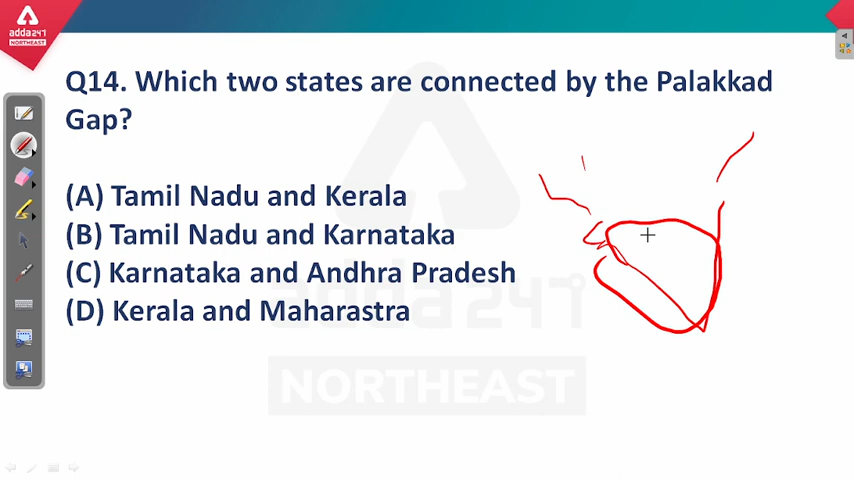 adda247
NORTHEAST
Q14. Which two states are connected by the Palakkad
Gap?
(A) Tamil Nadu and Kerala
(B) Tamil Nadu and Karnataka
(C) Karnataka and Andhra Pradesh
(D) Kerala and Maharastra
adda247
NORTHEAST